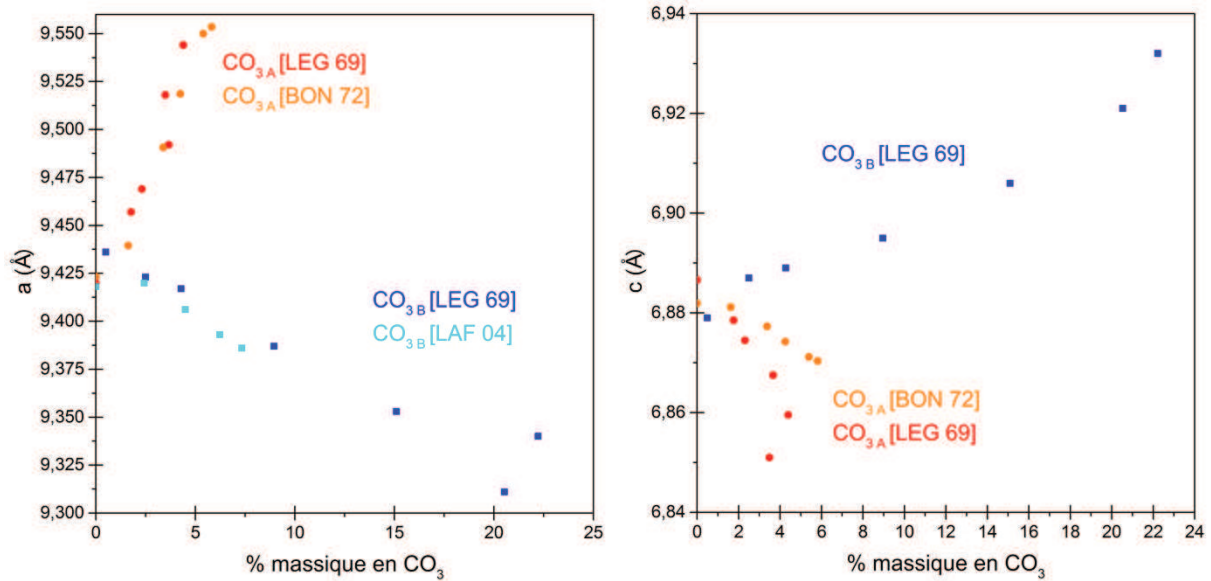 9,550
9,525
9,500
9,475
9,450
9,425
9,400
9,375
9,350
9,325
9,300
a (Å)
CO3 A [LEG 69]
CO3 A [BON 72]
CO3 B [LEG 69]
CO3 B [LAF 04]
0 5 10 15 20 25
% massique en CO3
6,94
6,92
6,90
6,88
6,86
6,84
c (Å)
CO3 B [LEG 69]
CO3 A [BON 72]
CO3 A [LEG 69]
0 2 4 6 8 10 12 14 16 18 20 22 24
% massique en CO3